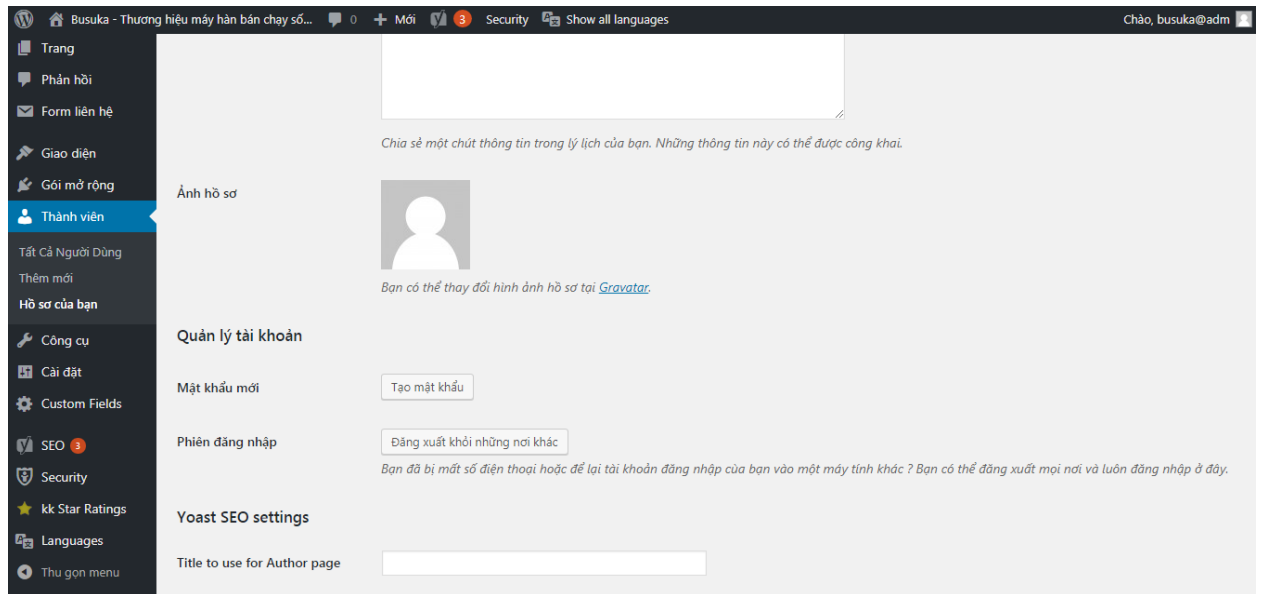 Busuka - Thương hiệu máy hàn bán chạy số... 0 Mới 3 Security Show all languages Chào, busuka@adm
Trang
Phản hồi
Form liên hệ
Giao diện
Gói mở rộng
Thành viên
Tất Cả Người Dùng
Thêm mới
Hồ sơ của bạn
Công cụ
Cài đặt
Custom Fields
SEO 3
Security
kk Star Ratings
Languages
Thu gọn menu
Chia sẻ một chút thông tin trong lý lịch của bạn. Những thông tin này có thể được công khai.
Ảnh hồ sơ
Bạn có thể thay đổi hình ảnh hồ sơ tại Gravatar.
Quản lý tài khoản
Mật khẩu mới Tạo mật khẩu
Phiên đăng nhập Đăng xuất khỏi những nơi khác
Bạn đã bị mất số điện thoại hoặc để lại tài khoản đăng nhập của bạn vào một máy tính khác ? Bạn có thể đăng xuất mọi nơi và luôn đăng nhập ở đây.
Yoast SEO settings
Title to use for Author page